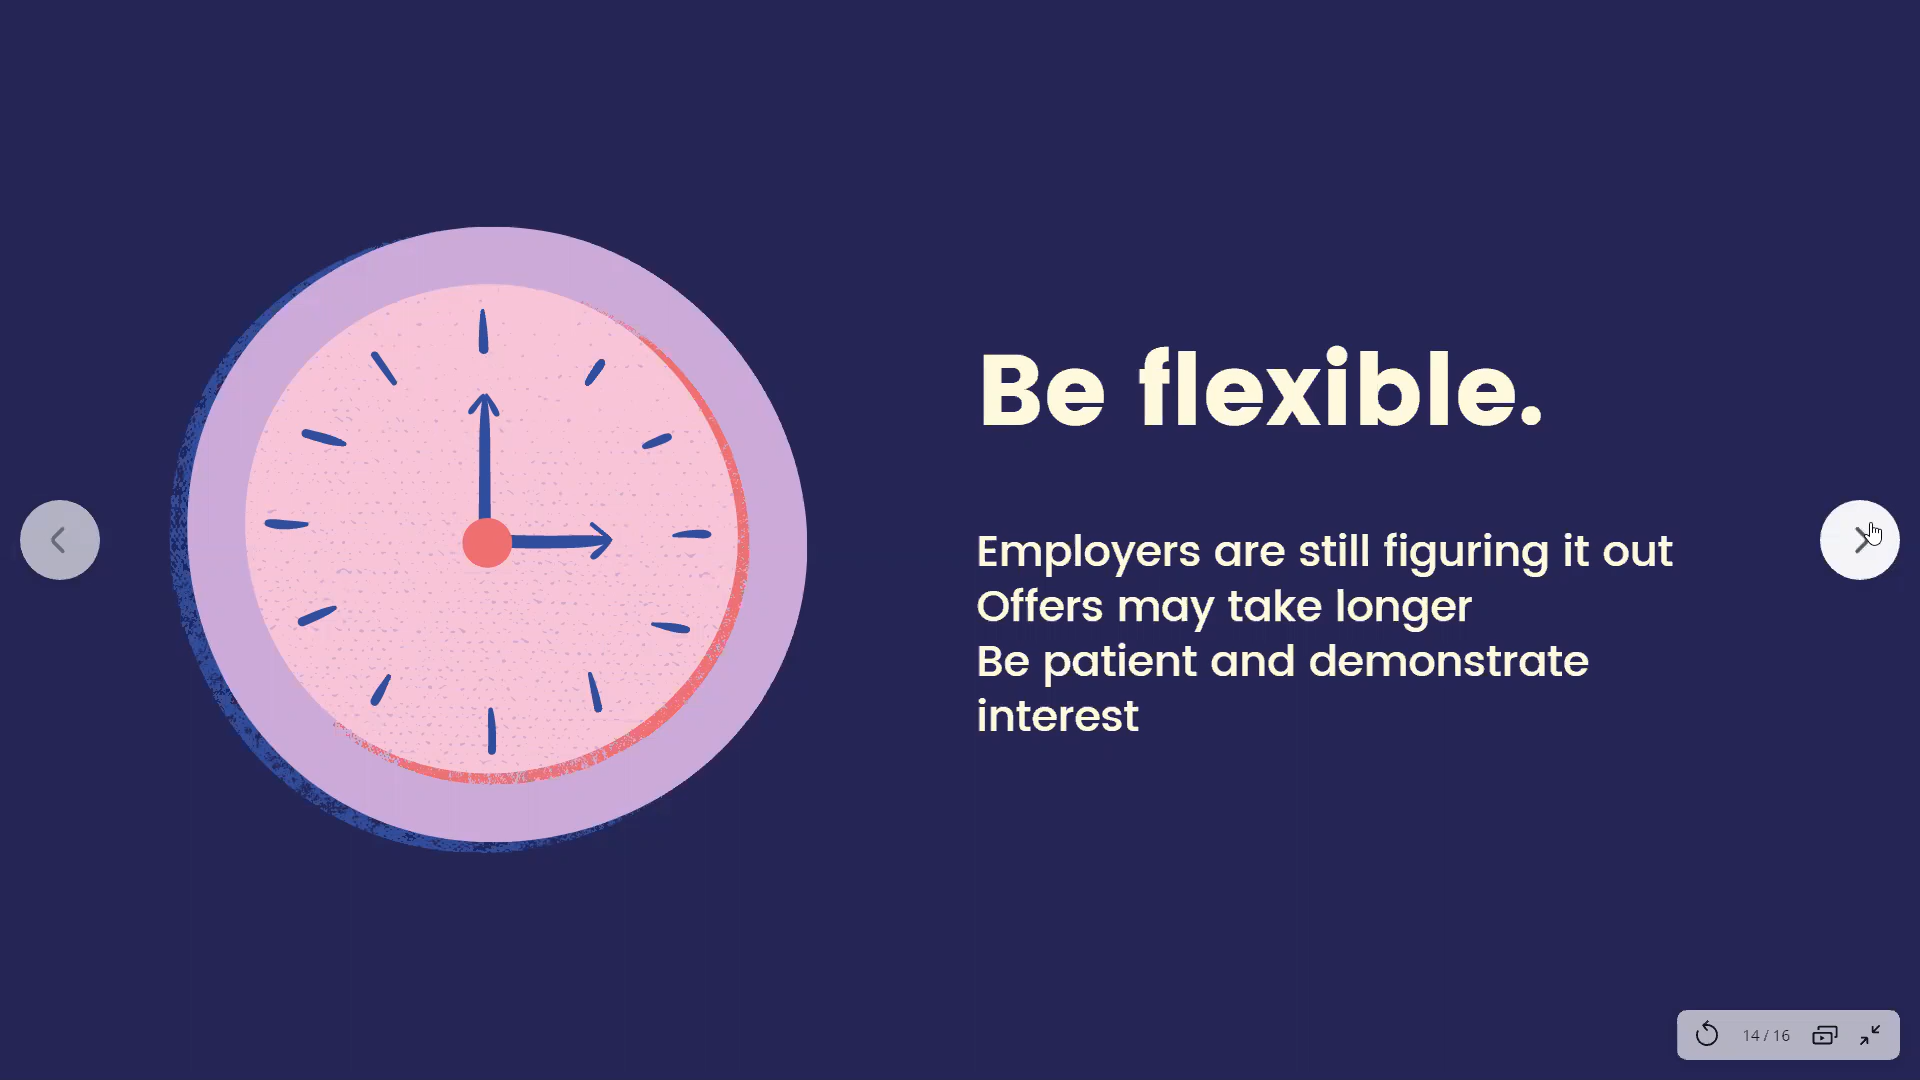 Be flexible.
Employers are still figuring it out
Offers may take longer
Be patient and demonstrate
interest
14 / 16